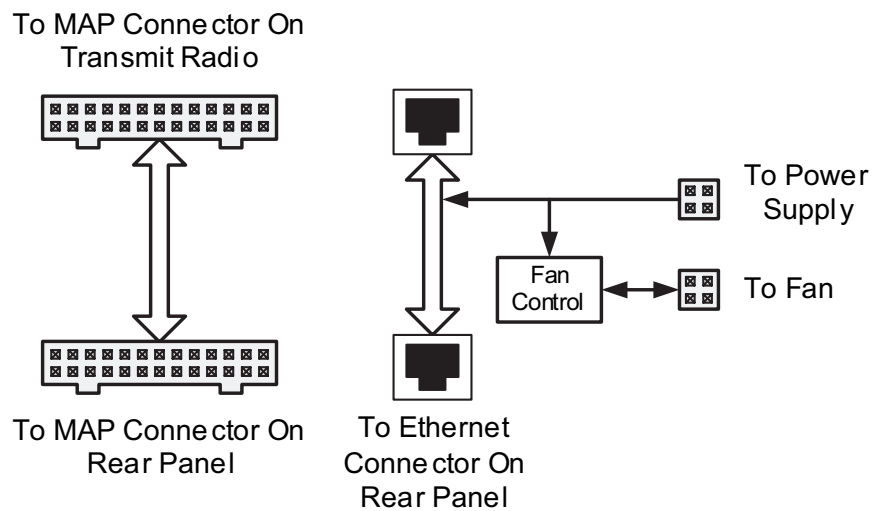 To MAP Connector On
Transmit Radio
To Power
Supply
Fan
Control
To Fan
To MAP Connector On
Rear Panel
To Ethernet
Connector On
Rear Panel